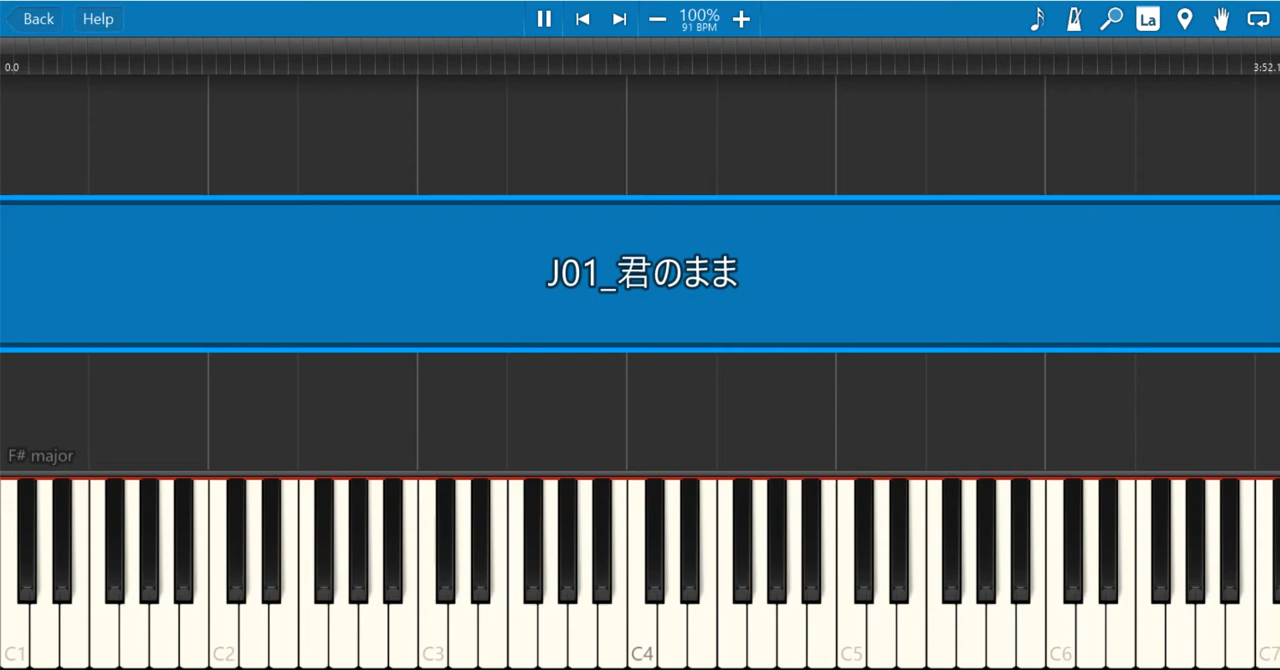 Back Help 100%
91 BPM
La
0.0 3:52.1
J01_君のまま
F# major
C1 C2 C3 C4 C5 C6 C7